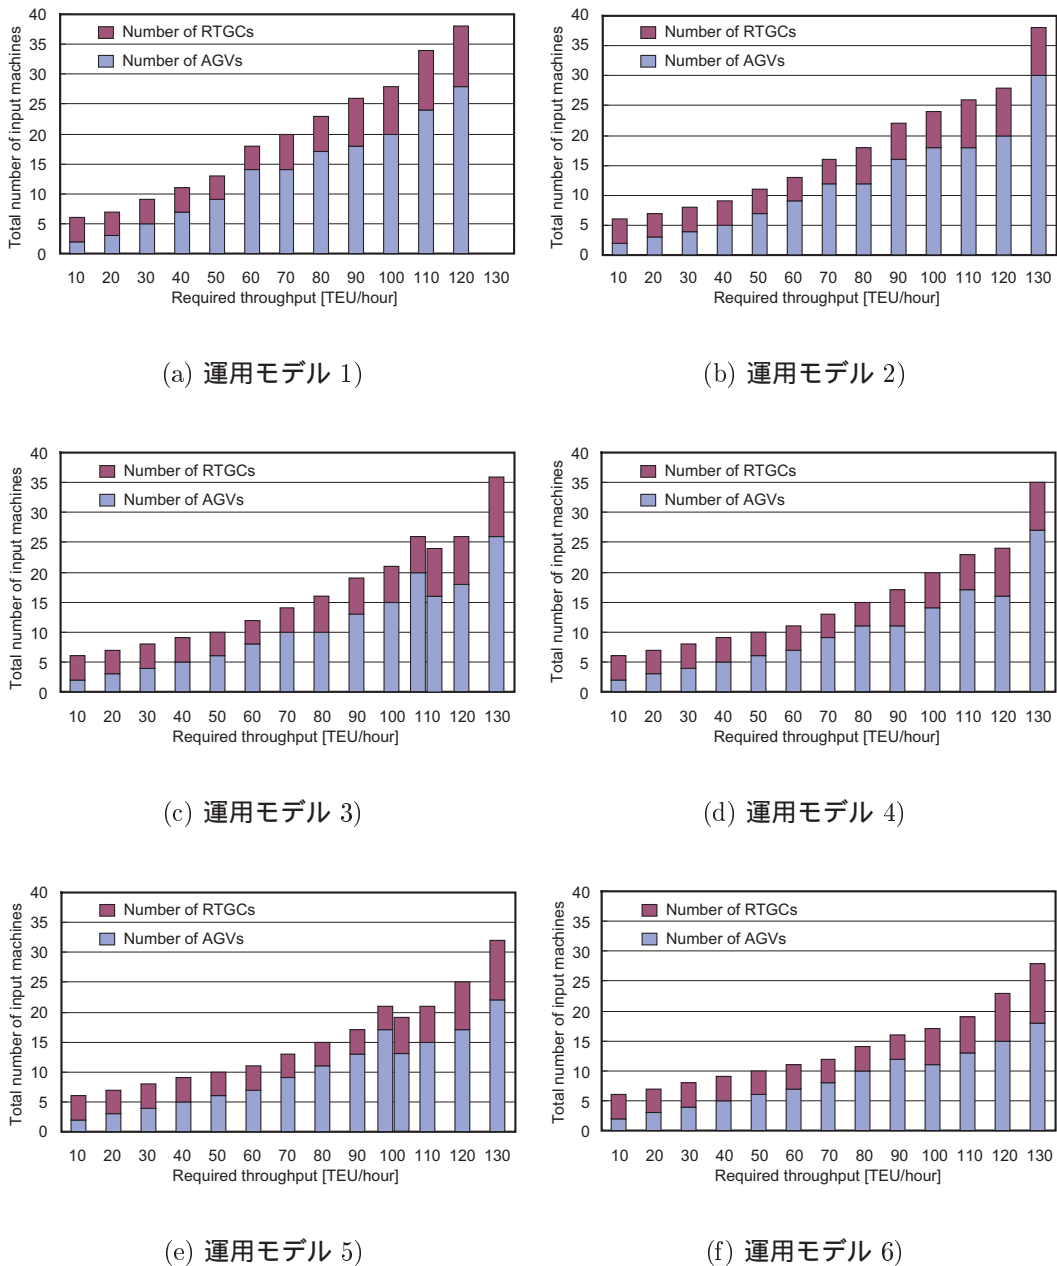 Total number of input machines
40
35
30
25
20
15
10
5
0
Number of RTGCs
Number of AGVs
10 20 30 40 50 60 70 80 90 100 110 120 130
Required throughput [TEU/hour]
(a) 運用モデル 1)
Total number of input machines
40
35
30
25
20
15
10
5
0
Number of RTGCs
Number of AGVs
10 20 30 40 50 60 70 80 90 100 110 120 130
Required throughput [TEU/hour]
(b) 運用モデル 2)
Total number of input machines
40
35
30
25
20
15
10
5
0
Number of RTGCs
Number of AGVs
10 20 30 40 50 60 70 80 90 100 110 120 130
Required throughput [TEU/hour]
(c) 運用モデル 3)
Total number of input machines
40
35
30
25
20
15
10
5
0
Number of RTGCs
Number of AGVs
10 20 30 40 50 60 70 80 90 100 110 120 130
Required throughput [TEU/hour]
(d) 運用モデル 4)
Total number of input machines
40
35
30
25
20
15
10
5
0
Number of RTGCs
Number of AGVs
10 20 30 40 50 60 70 80 90 100 110 120 130
Required throughput [TEU/hour]
(e) 運用モデル 5)
Total number of input machines
40
35
30
25
20
15
10
5
0
Number of RTGCs
Number of AGVs
10 20 30 40 50 60 70 80 90 100 110 120 130
Required throughput [TEU/hour]
(f) 運用モデル 6)